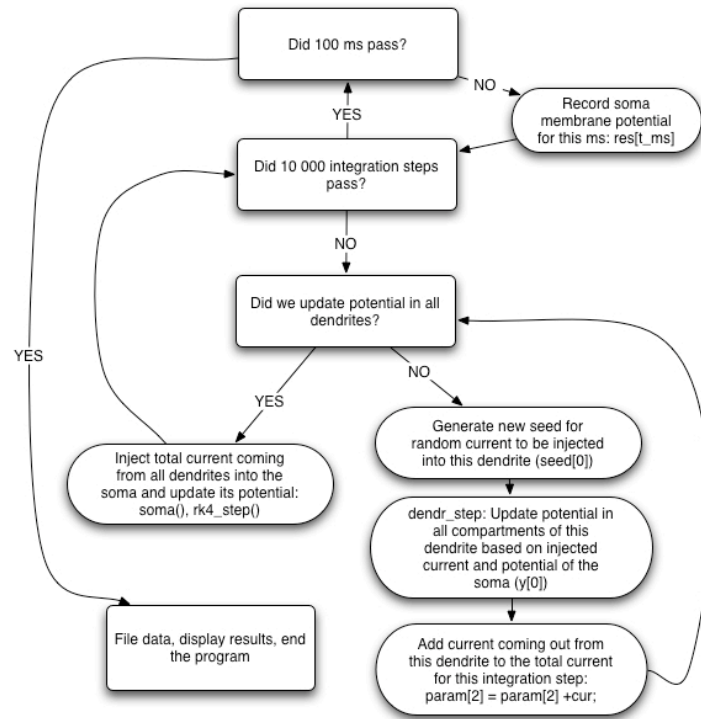 Did 100 ms pass?
NO
Record soma
membrane potential
for this ms: res[t_ms]
YES
Did 10 000 integration steps
pass?
NO
Did we update potential in all
dendrites?
YES
NO
YES
Generate new seed for
random current to be injected
into this dendrite (seed[0])
Inject total current coming
from all dendrites into the
soma and update its potential:
soma(), rk4_step()
dendr_step: Update potential in
all compartments of this
dendrite based on injected
current and potential of the
soma (y[0])
File data, display results, end
the program
Add current coming out from
this dendrite to the total current
for this integration step:
param[2] = param[2] +cur;